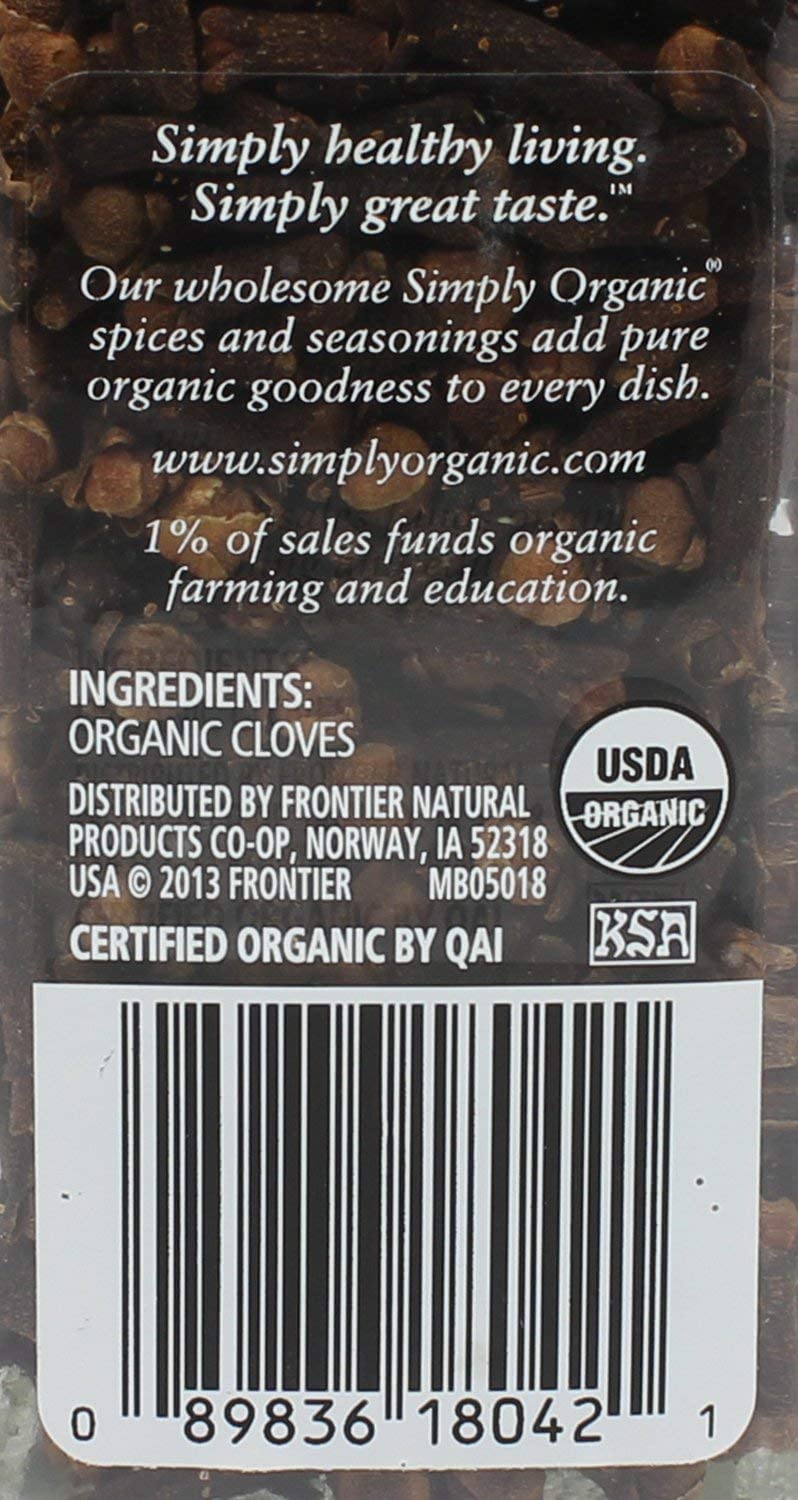 Simply healthy living.
Simply great taste.™
Our wholesome Simply Organic®
spices and seasonings add pure
organic goodness to every dish.
www.simplyorganic.com
1% of sales funds organic
farming and education.
INGREDIENTS:
ORGANIC CLOVES
DISTRIBUTED BY FRONTIER NATURAL
PRODUCTS CO-OP, NORWAY, IA 52318
USA © 2013 FRONTIER MB05018
CERTIFIED ORGANIC BY QAI
USDA
ORGANIC
KSA
0 89836 18042 1